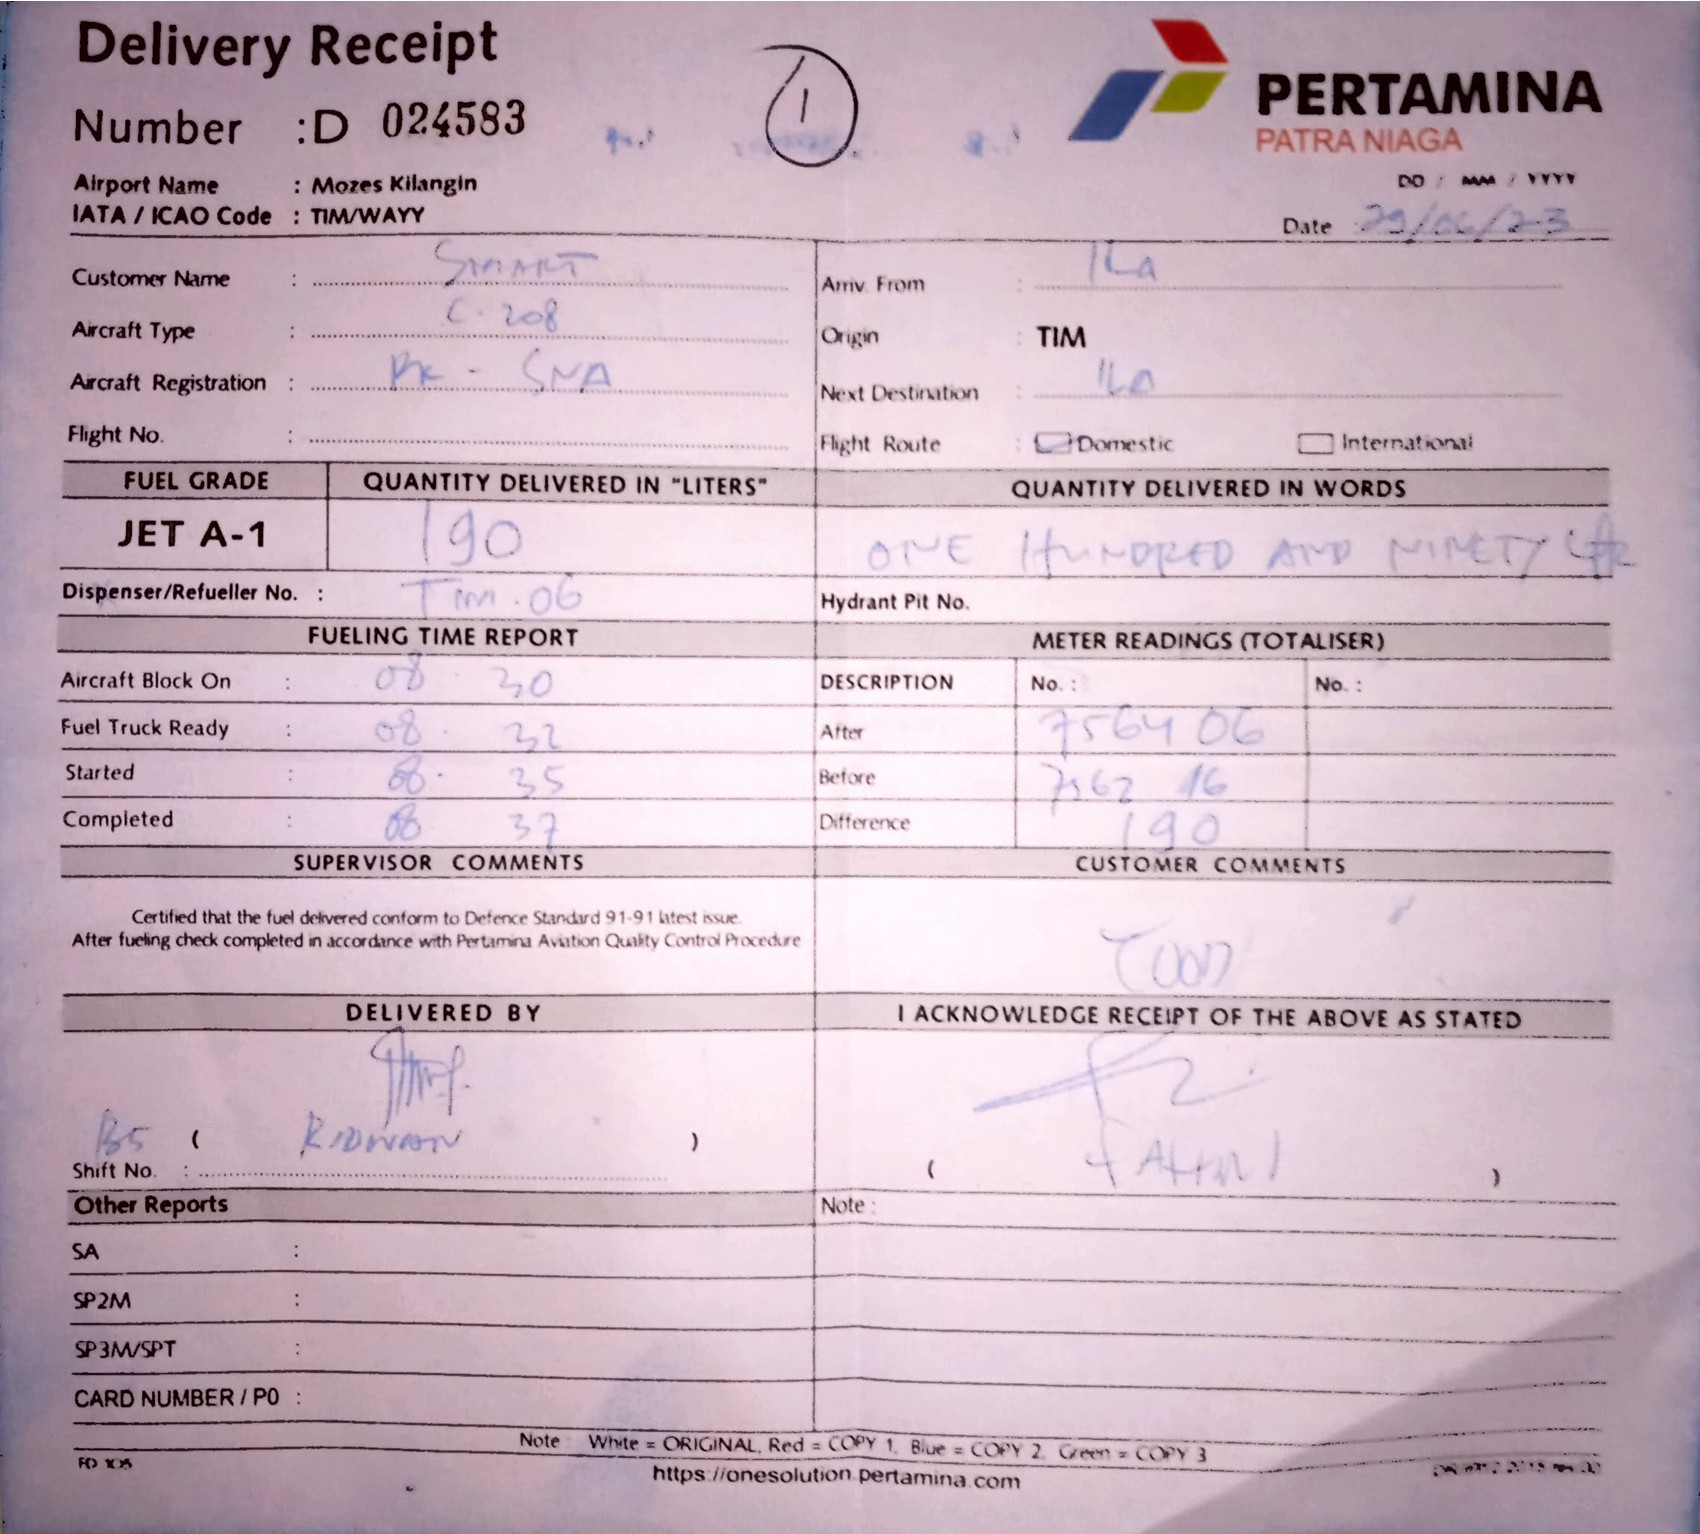 Delivery Receipt
1
PERTAMINA
PATRA NIAGA
Number :D 024583
Airport Name : Mozes Kilangin
DD / MM / YYYY
IATA / ICAO Code : TIM/WAYY
Date 29/06/23
Customer Name : SMART
Arriv. From : ILA
Aircraft Type : C-208
Origin : TIM
Aircraft Registration : PK - SNA
Next Destination : ILA
Flight No. :
Flight Route : Domestic International
FUEL GRADE QUANTITY DELIVERED IN "LITERS" QUANTITY DELIVERED IN WORDS
JET A-1 190 ONE HUNDRED AND NINETY
Dispenser/Refueller No. : TIM.06
Hydrant Pit No.
FUELING TIME REPORT METER READINGS (TOTALISER)
Aircraft Block On : 08 30
DESCRIPTION No. : No. :
Fuel Truck Ready : 08 32
After 7564 06
Started : 08 35
Before 7562 16
Completed : 08 37
Difference 190
SUPERVISOR COMMENTS CUSTOMER COMMENTS
Certified that the fuel delivered conform to Defence Standard 91-91 latest issue.
After fueling check completed in accordance with Pertamina Aviation Quality Control Procedure
DELIVERED BY I ACKNOWLEDGE RECEIPT OF THE ABOVE AS STATED
B5 ( RIDWAN )
Shift No. :
( FAHMI )
Other Reports Note :
SA :
SP2M :
SP3M/SPT :
CARD NUMBER / P0 :
Note White = ORIGINAL, Red = COPY 1, Blue = COPY 2, Green = COPY 3
FD 105
https://onesolution.pertamina.com